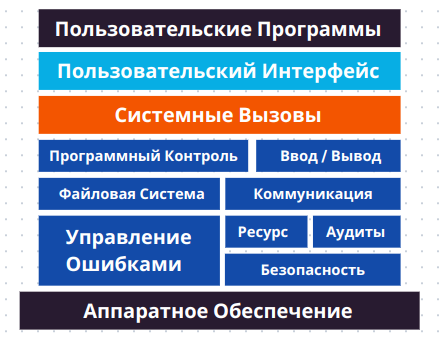 Пользовательские Программы
Пользовательский Интерфейс
Системные Вызовы
Программный Контроль
Ввод / Вывод
Файловая Система
Коммуникация
Управление
Ошибками
Ресурс
Аудиты
Безопасность
Аппаратное Обеспечение